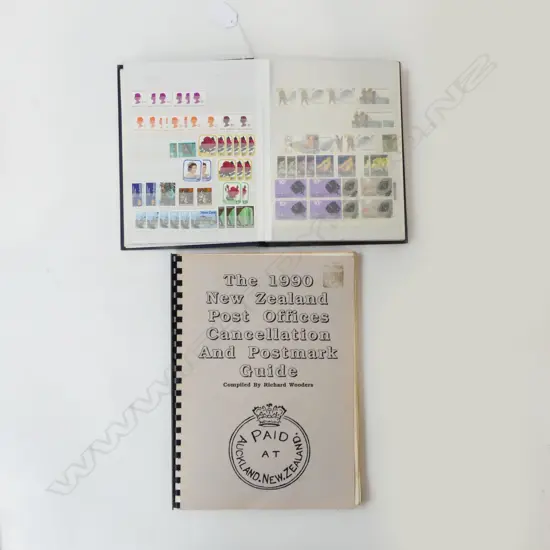 The 1990
New Zealand
Post Offices
Cancellation
And Postmark
Guide
Compiled By Richard Wooders
PAID
AT
AUCKLAND, NEW ZEALAND.